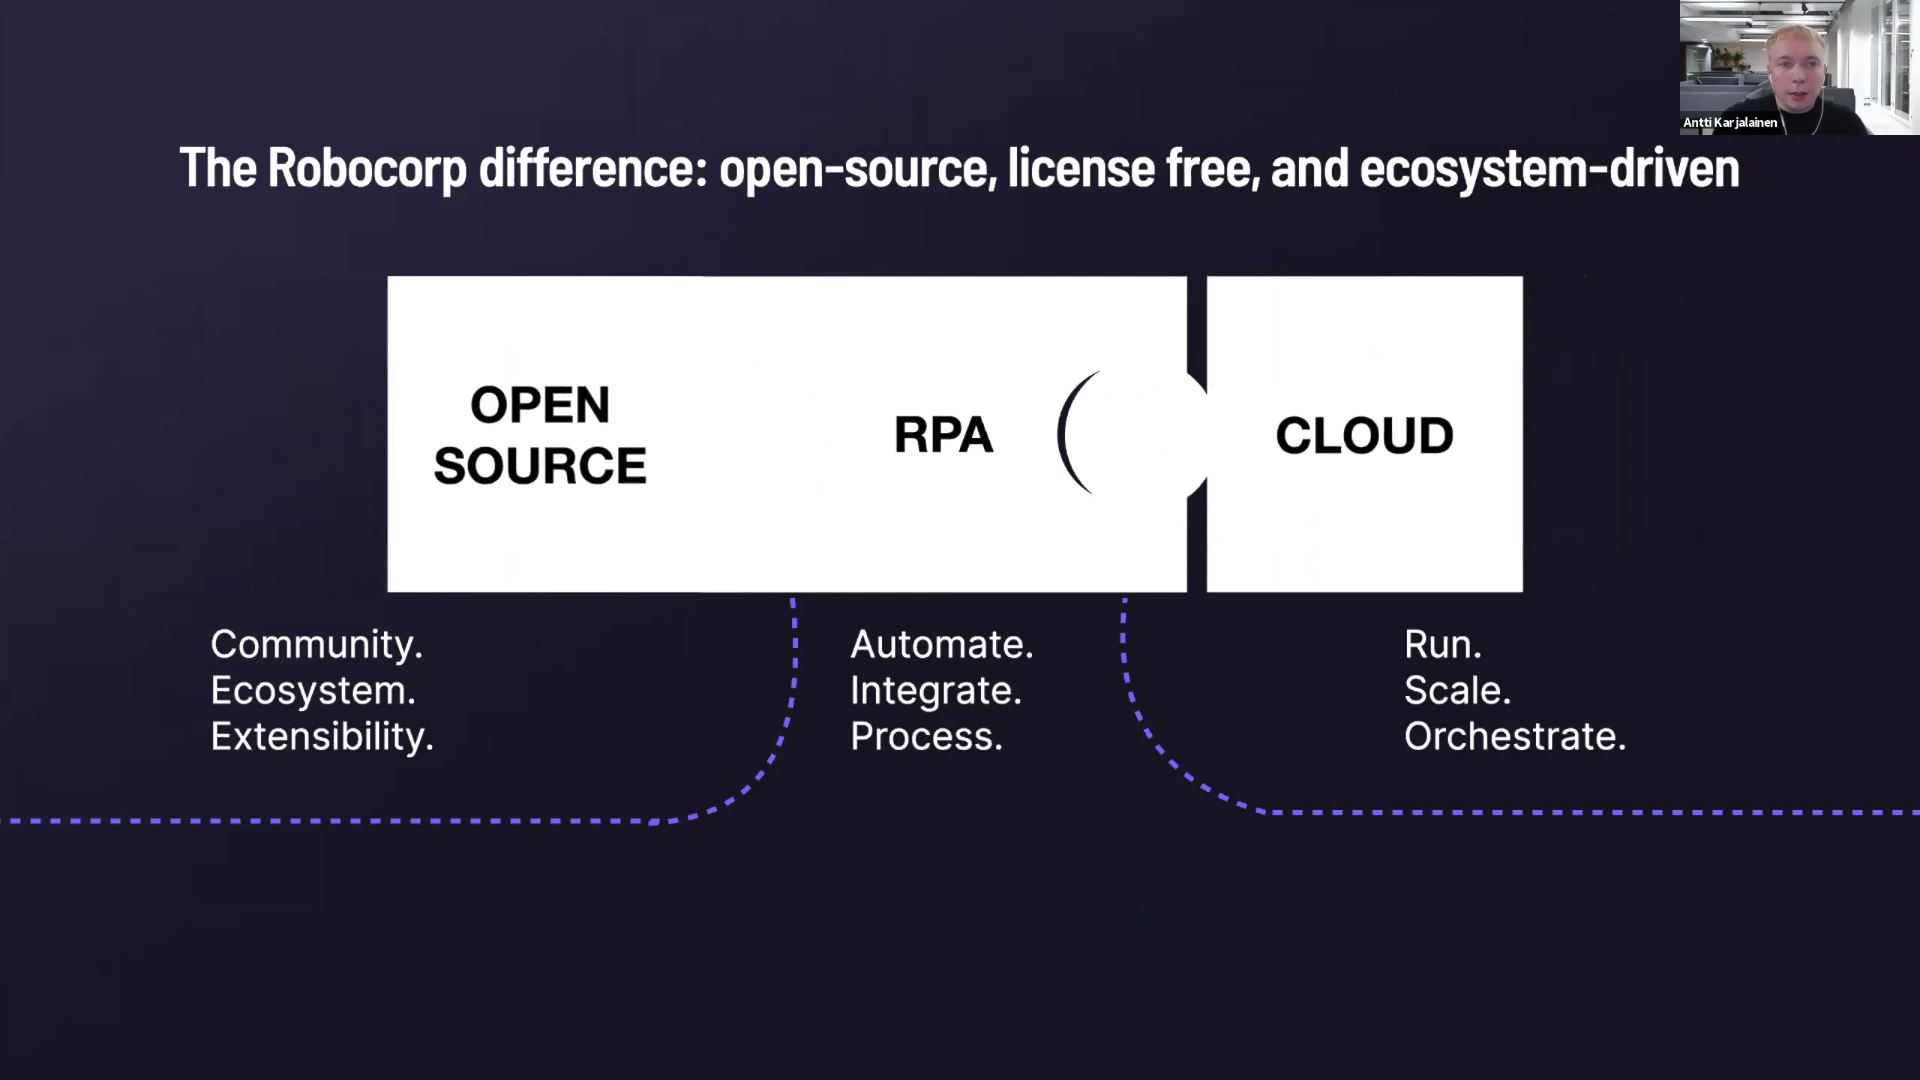 Antti Karjalainen
The Robocorp difference: open-source, license free, and ecosystem-driven
OPEN
SOURCE
RPA
CLOUD
Community.
Ecosystem.
Extensibility.
Automate.
Integrate.
Process.
Run.
Scale.
Orchestrate.